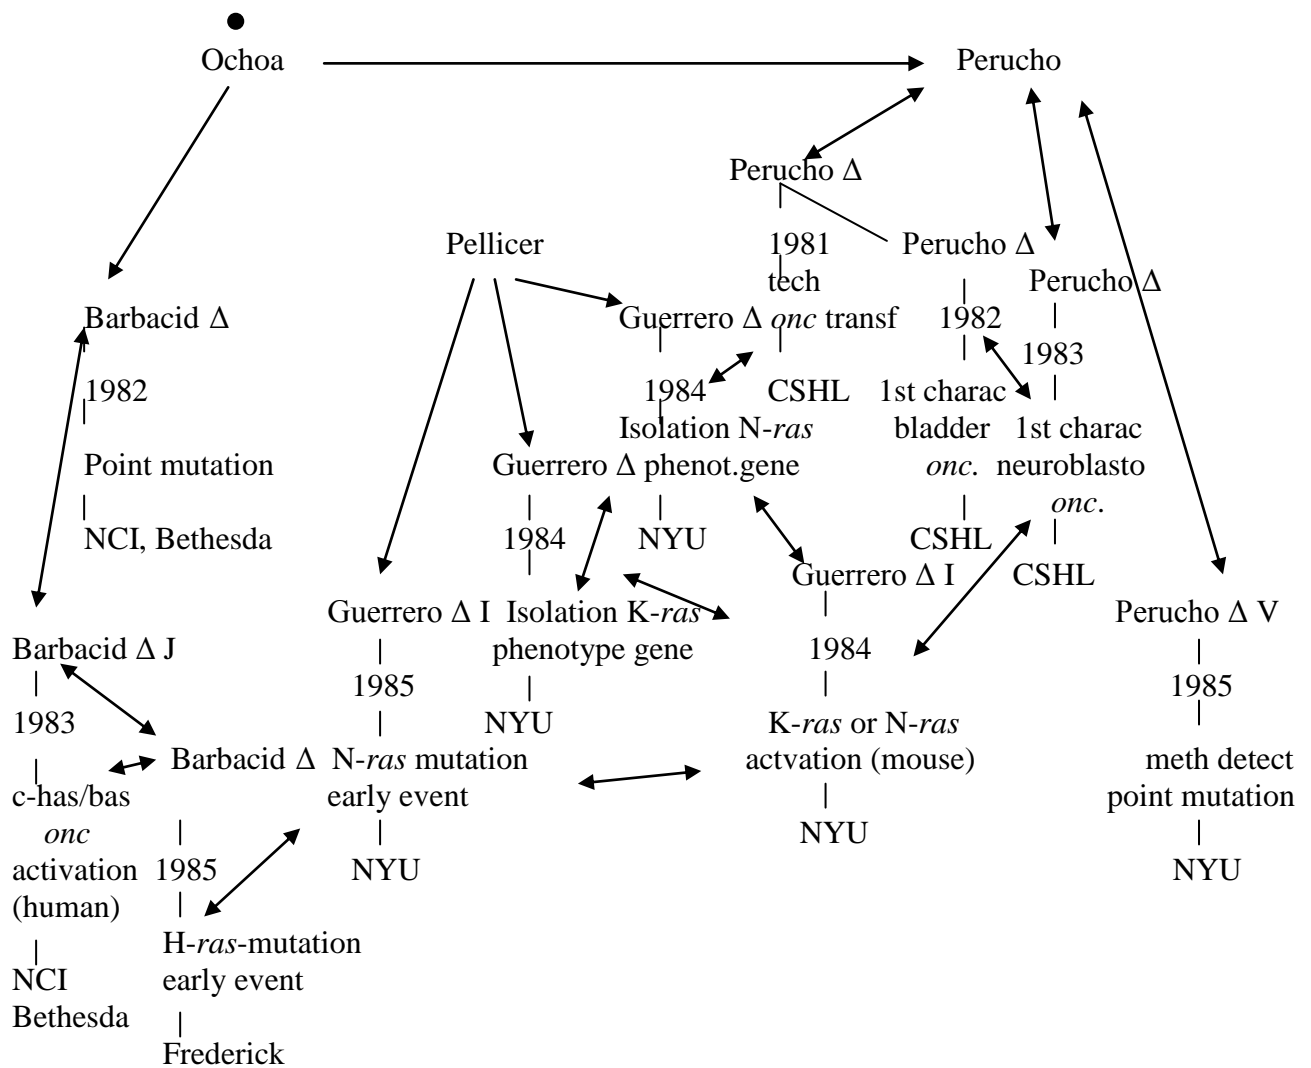 Ochoa
Perucho
Perucho Δ
Pellicer
1981
Perucho Δ
tech
Perucho Δ
Barbacid Δ
Guerrero Δ
onc transf
1982
1983
1982
1984
CSHL
1st charac
Isolation N-ras
bladder
1st charac
Point mutation
Guerrero Δ
phenot.gene
onc.
neuroblasto
onc.
NCI, Bethesda
1984
NYU
CSHL
Guerrero Δ I
CSHL
Guerrero Δ I
Isolation K-ras
Perucho Δ V
Barbacid Δ J
phenotype gene
1984
1985
1985
1983
NYU
K-ras or N-ras
Barbacid Δ
N-ras mutation
actvation (mouse)
meth detect
c-has/bas
early event
point mutation
onc
NYU
activation
1985
NYU
NYU
(human)
H-ras-mutation
NCI
early event
Bethesda
Frederick